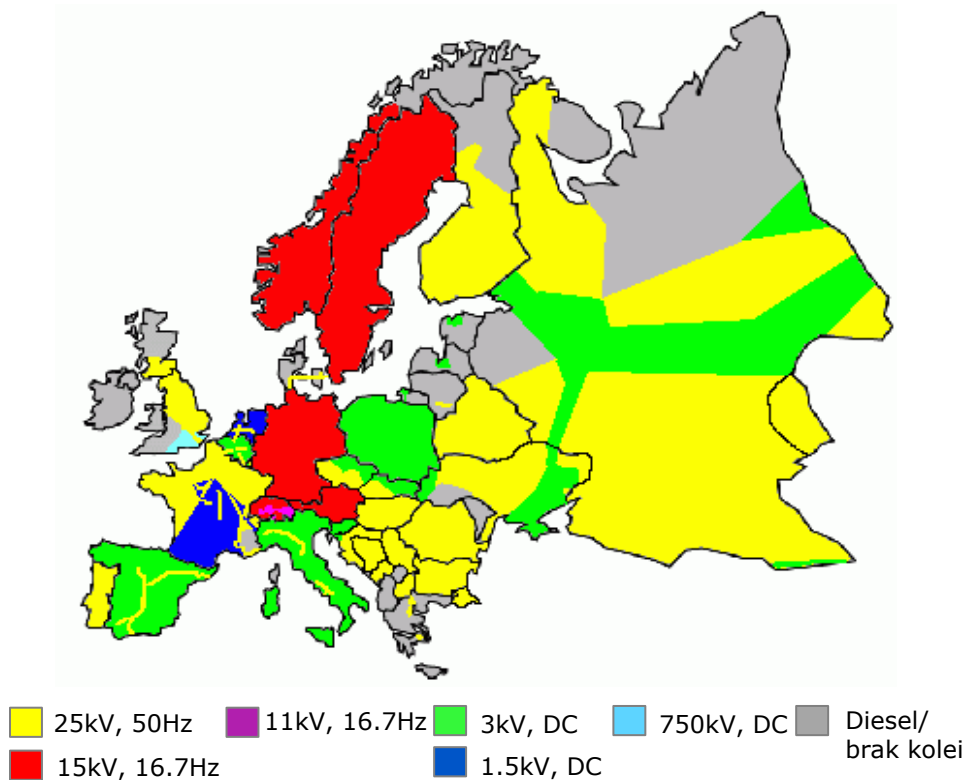 25kV, 50Hz
11kV, 16.7Hz
3kV, DC
750kV, DC
Diesel/
brak kolei
15kV, 16.7Hz
1.5kV, DC